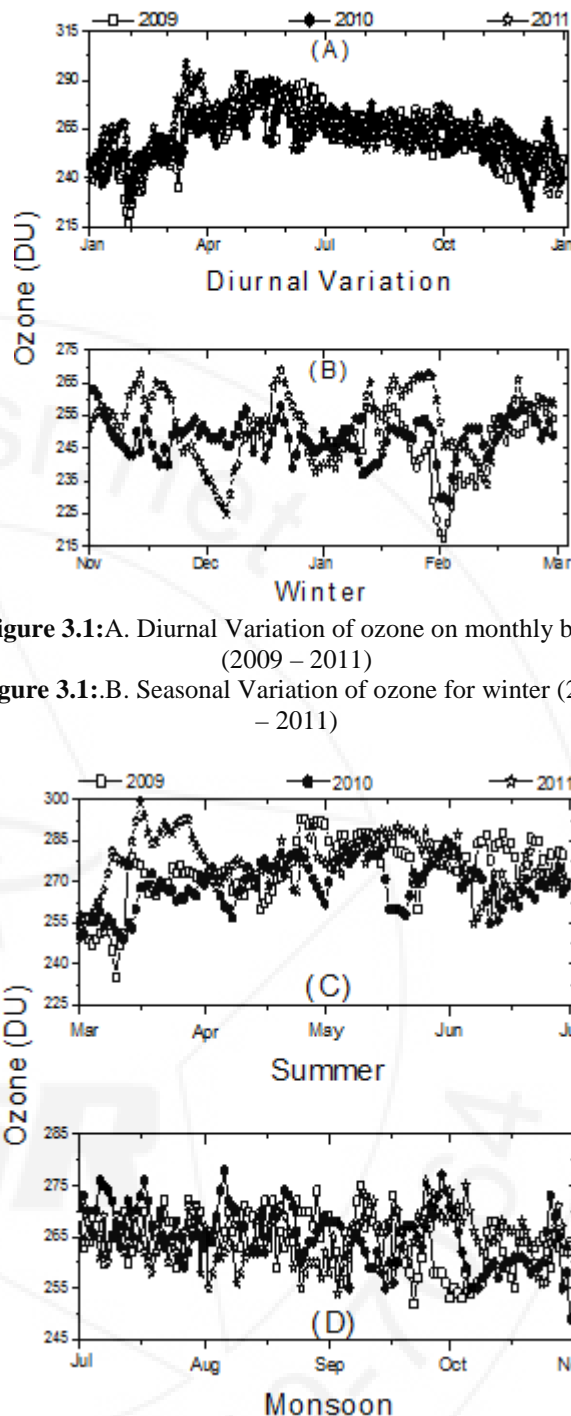 2009 2010 2011
(A)
315
290
265
240
215
Jan Apr Jul Oct Jan
Diurnal Variation
Ozone (DU)
275
(B)
265
255
245
235
225
215
Nov Dec Jan Feb Mar
Winter
igure 3.1:A. Diurnal Variation of ozone on monthly b
(2009 – 2011)
gure 3.1:.B. Seasonal Variation of ozone for winter (2
– 2011)
2009 2010 2011
300
285
270
255
240
225
(C)
Mar Apr May Jun Ju
Summer
Ozone (DU)
285
275
265
255
245
(D)
Jul Aug Sep Oct N
Monsoon